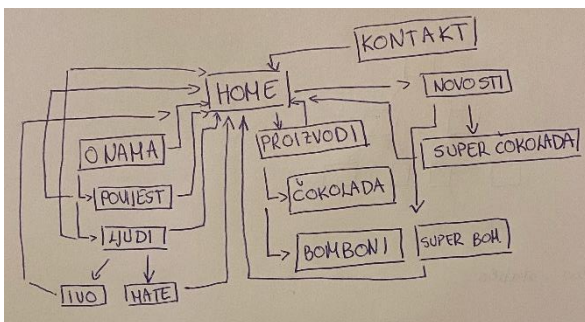 KONTAKT
HOME
NOVOSTI
O NAMA
PROIZVODI
SUPER ČOKOLADA
POVIJEST
ČOKOLADA
LJUDI
BOMBONI
SUPER BOM.
IVO
MATE